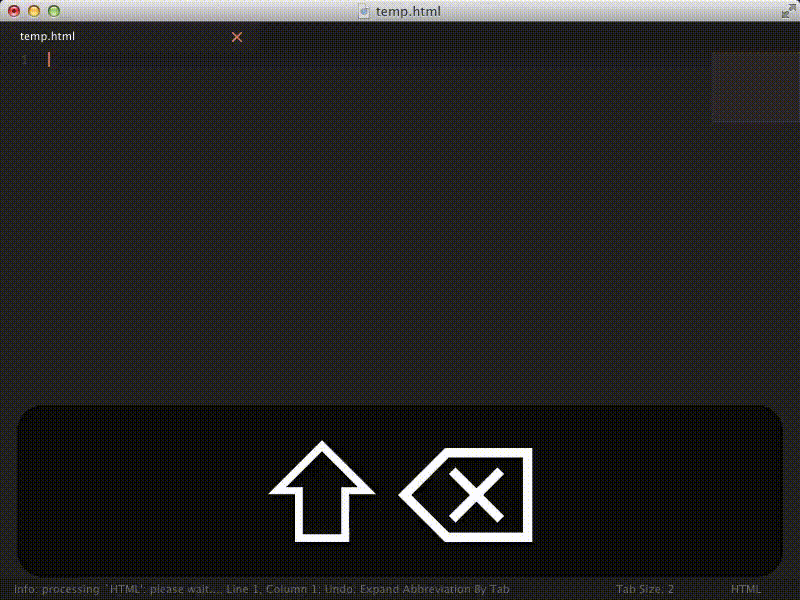 temp.html
temp.html
1
Info: processing `HTML': please wait...., Line 1, Column 1; Undo, Expand Abbreviation By Tab Tab Size: 2 HTML